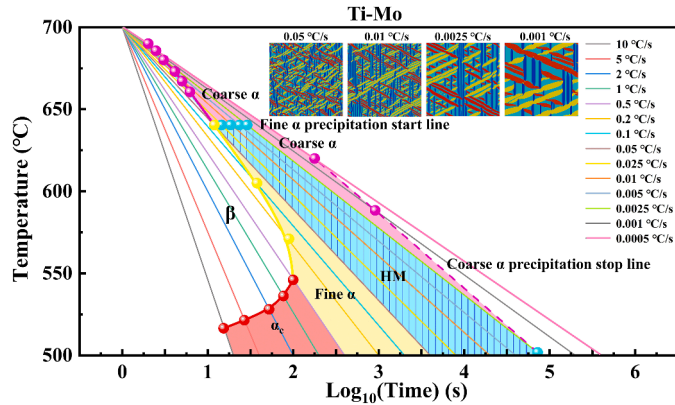 Ti-Mo
0.05 °C/s 0.01 °C/s 0.0025 °C/s 0.001 °C/s
Coarse α
Fine α precipitation start line
Coarse α
β
HM
Coarse α precipitation stop line
Fine α
αc
10 °C/s
5 °C/s
2 °C/s
1 °C/s
0.5 °C/s
0.2 °C/s
0.1 °C/s
0.05 °C/s
0.025 °C/s
0.01 °C/s
0.005 °C/s
0.0025 °C/s
0.001 °C/s
0.0005 °C/s
Temperature (°C)
700
650
600
550
500
0 1 2 3 4 5 6
Log10(Time) (s)